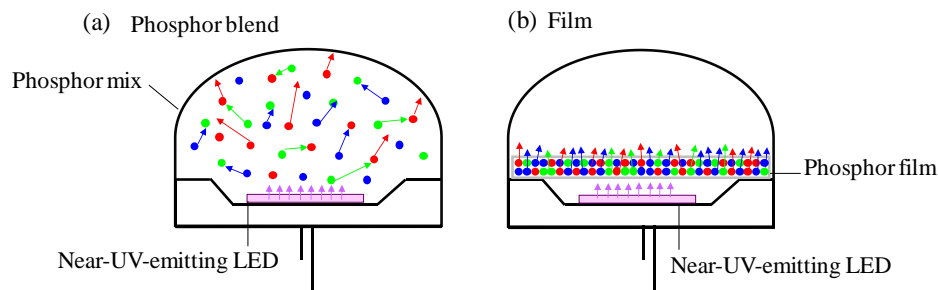 (a) Phosphor blend
Phosphor mix
Near-UV-emitting LED
(b) Film
Phosphor film
Near-UV-emitting LED